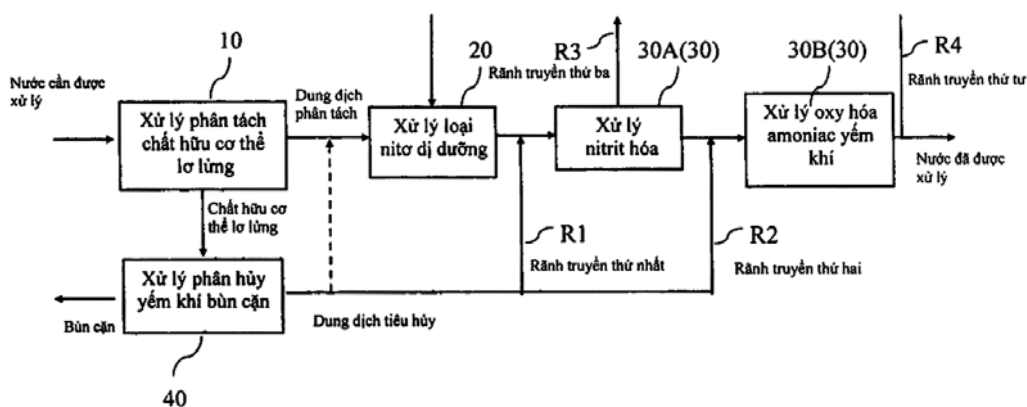 10
20
R3
Rãnh truyền thứ ba
30A(30)
30B(30)
R4
Rãnh truyền thứ tư
Nước cần được
xử lý
Xử lý phân tách
chất hữu cơ thể
lơ lửng
Dung dịch
phân tách
Xử lý loại
nitơ dị dưỡng
Xử lý
nitrit hóa
Xử lý oxy hóa
amoniac yếm
khí
Nước đã được
xử lý
Chất hữu cơ
thể lơ lửng
R1
Rãnh truyền thứ nhất
R2
Rãnh truyền thứ hai
Xử lý phân hủy
yếm khí bùn cặn
Bùn cặn
Dung dịch tiêu hủy
40